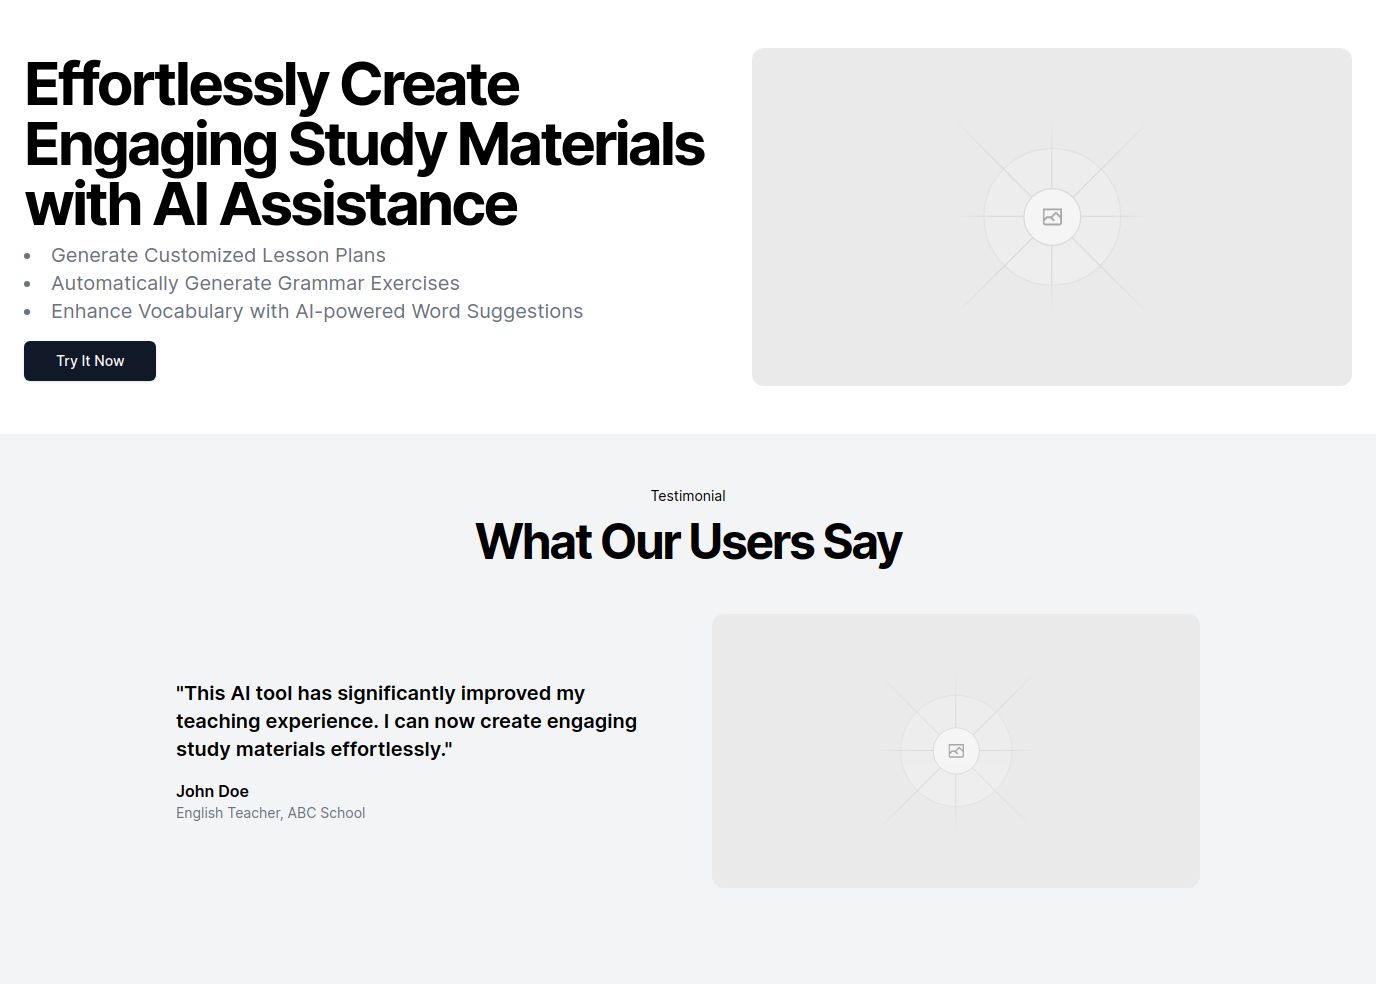 Effortlessly Create
Engaging Study Materials
with AI Assistance
• Generate Customized Lesson Plans
• Automatically Generate Grammar Exercises
• Enhance Vocabulary with AI-powered Word Suggestions
Try It Now
Testimonial
What Our Users Say
"This AI tool has significantly improved my
teaching experience. I can now create engaging
study materials effortlessly."
John Doe
English Teacher, ABC School